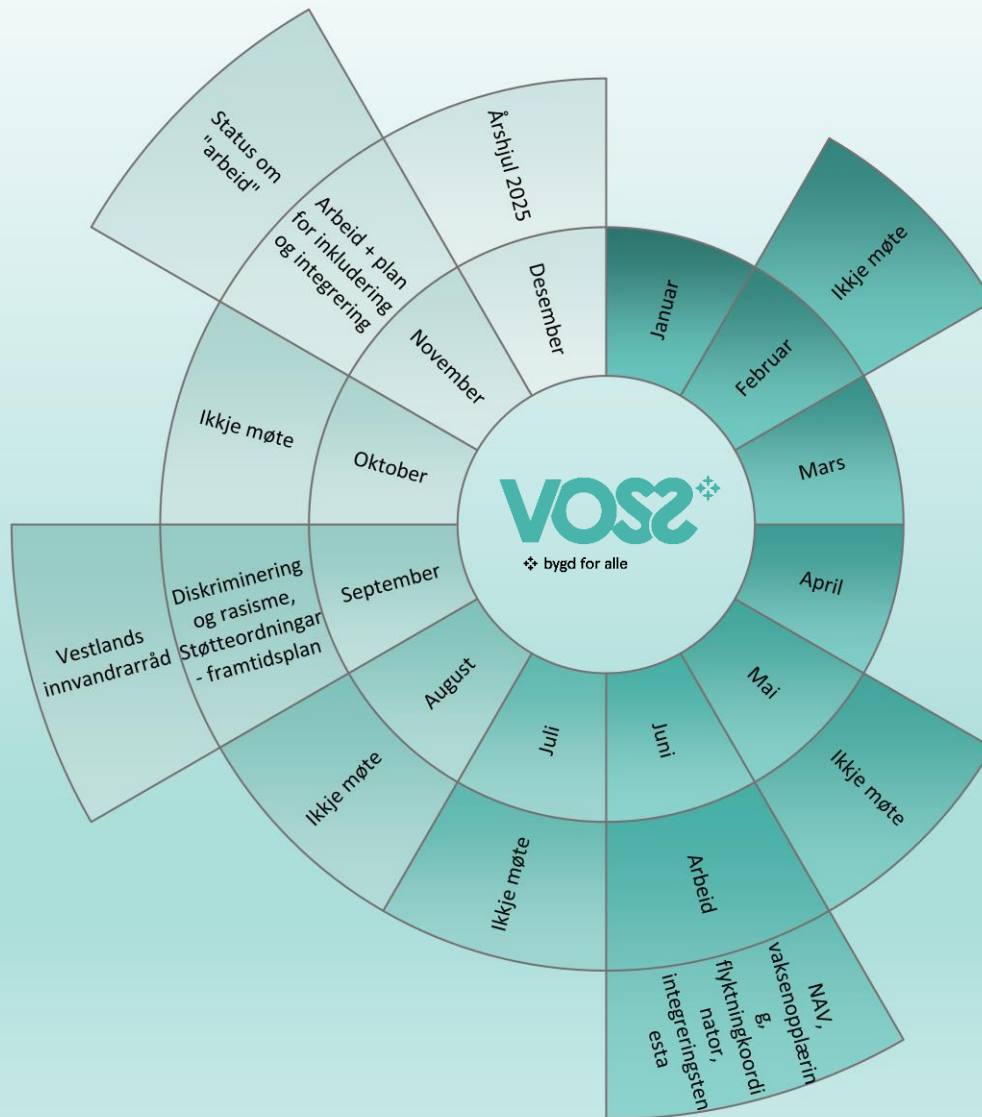 VOSS
bygd for alle
Januar
Februar
Ikkje møte
Mars
April
Mai
Ikkje møte
Juni
Arbeid
NAV,
vaksenopplærin
g,
flyktningkoordi
nator,
integreringsten
esta
Juli
Ikkje møte
August
Ikkje møte
September
Diskriminering
og rasisme,
Støtteordningar
- framtidsplan
Vestlands
innvandrarråd
Oktober
Ikkje møte
November
Arbeid + plan
for inkludering
og integrering
Status om
"arbeid"
Desember
Årshjul 2025